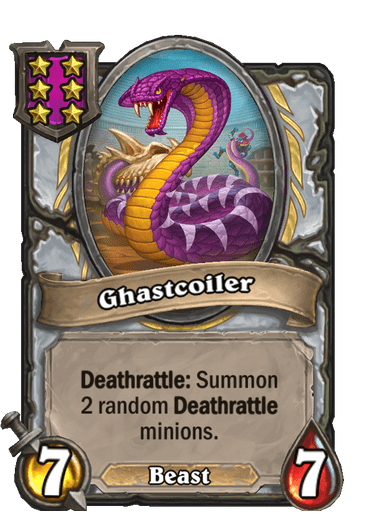 Ghastcoiler
Deathrattle: Summon
2 random Deathrattle
minions.
7
Beast
7